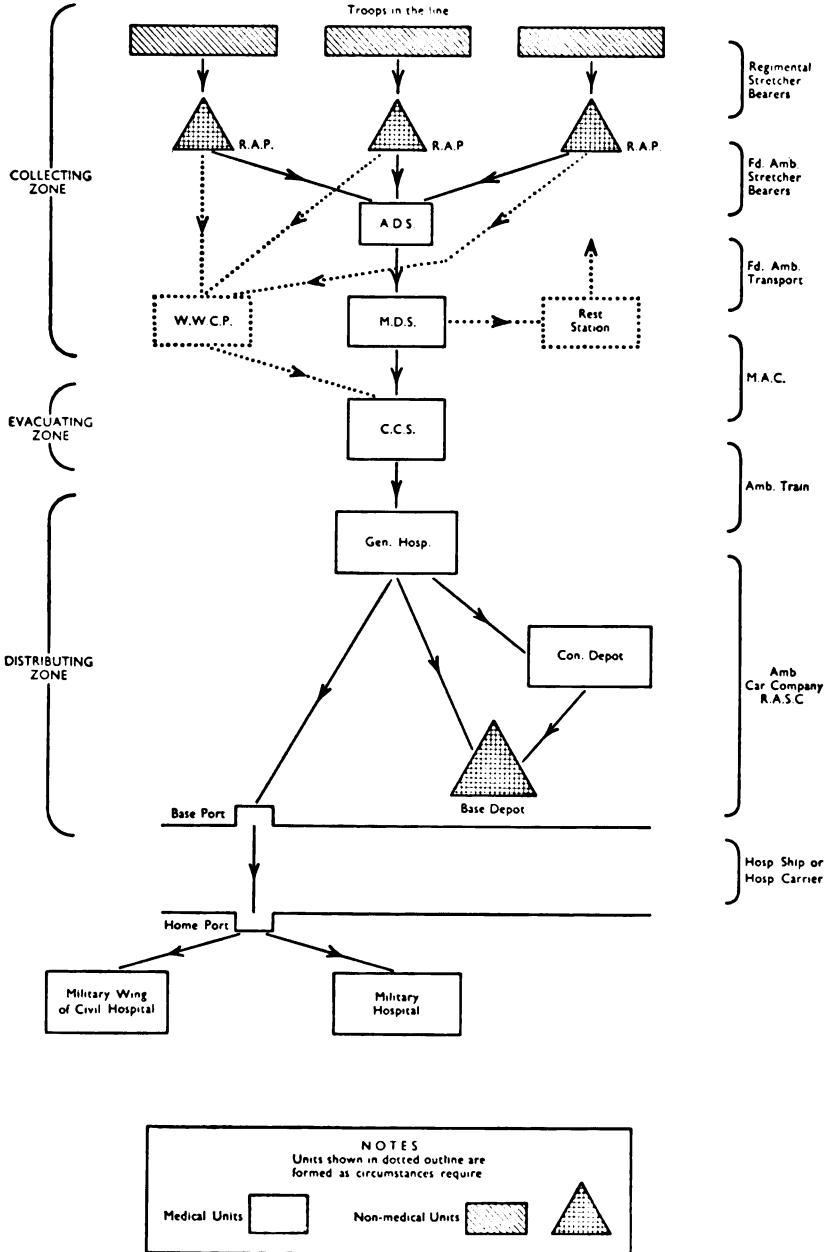 Troops in the line
Regimental
Stretcher
Bearers
R.A.P.
R.A.P
R.A.P.
COLLECTING
ZONE
Fd. Amb.
Stretcher
Bearers
A.D.S.
Fd. Amb.
Transport
W.W.C.P.
M.D.S.
Rest
Station
M.A.C.
EVACUATING
ZONE
C.C.S.
Amb. Train
Gen. Hosp.
DISTRIBUTING
ZONE
Con. Depot
Amb
Car Company
R.A.S.C
Base Port
Base Depot
Hosp Ship or
Hosp Carrier
Home Port
Military Wing
of Civil Hospital
Military
Hospital
NOTES
Units shown in dotted outline are
formed as circumstances require
Medical Units
Non-medical Units